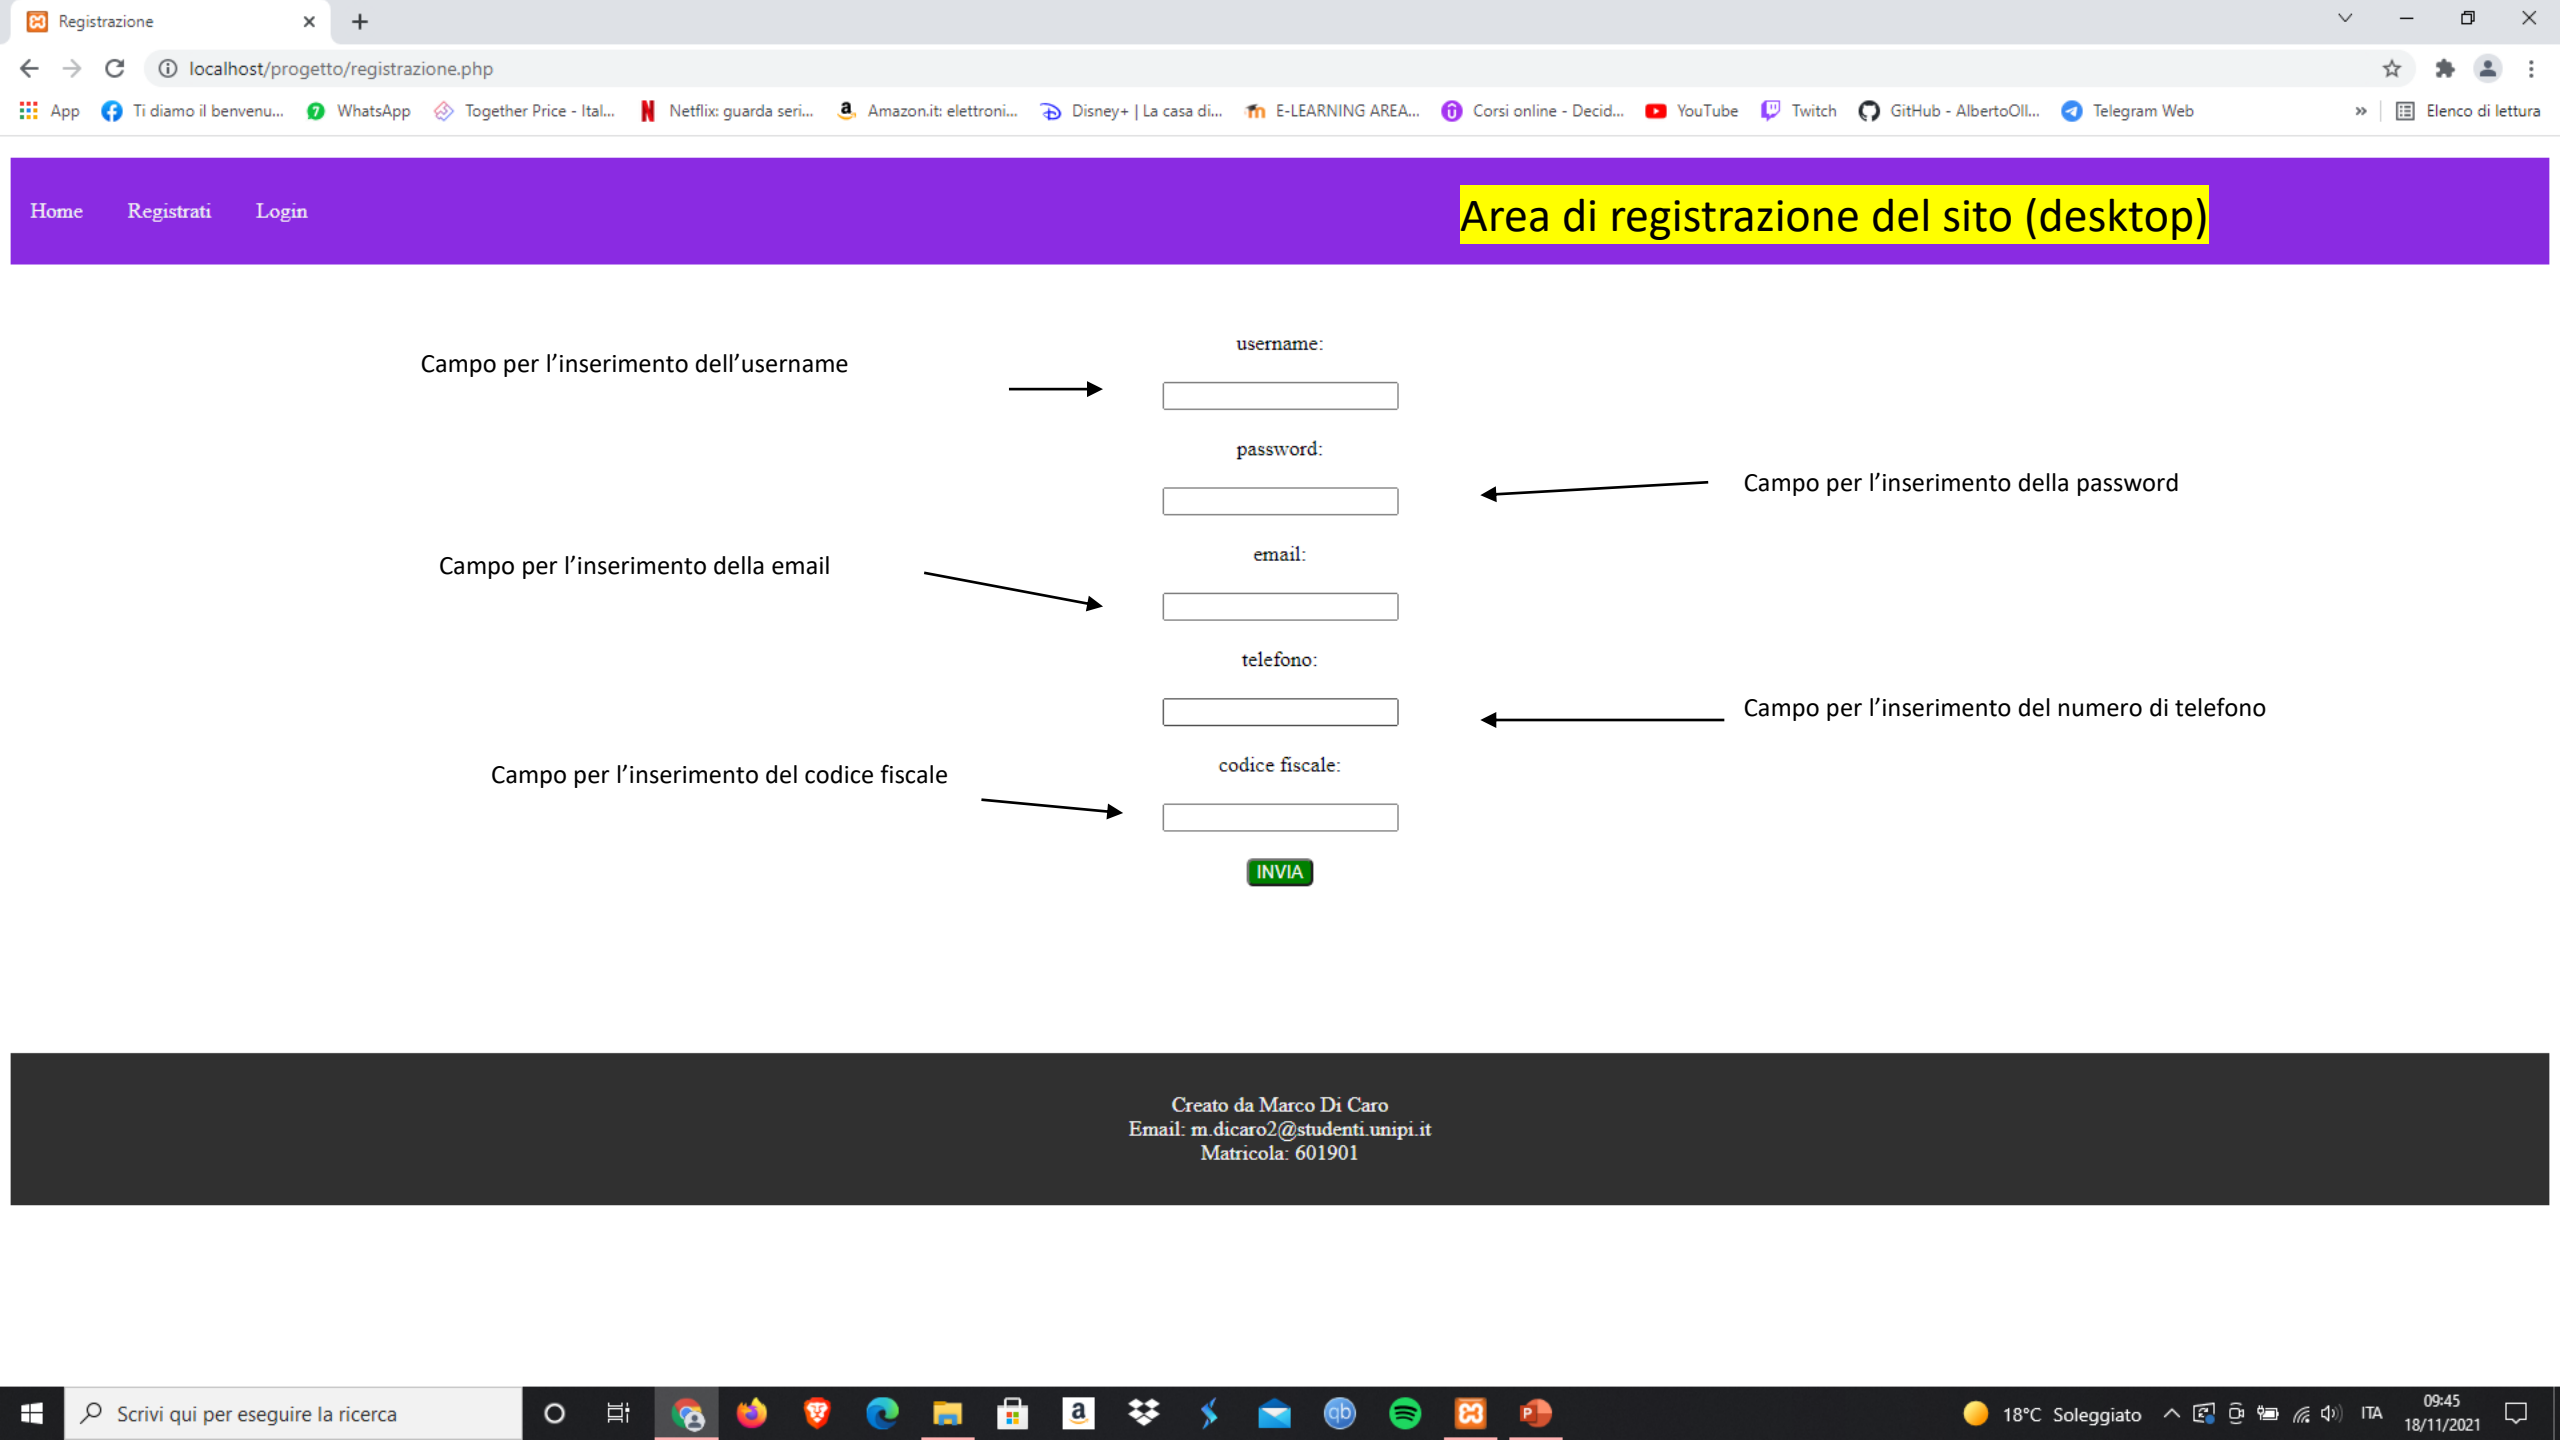 Registrazione
localhost/progetto/registrazione.php
App Ti diamo il benvenu... WhatsApp Together Price - Ital... Netflix: guarda seri... Amazon.it: elettroni... Disney+ | La casa di... E-LEARNING AREA... Corsi online - Decid... YouTube Twitch GitHub - AlbertoOll... Telegram Web » Elenco di lettura
Home Registrati Login
Area di registrazione del sito (desktop)
username:
Campo per l’inserimento dell’username
password:
Campo per l’inserimento della password
email:
Campo per l’inserimento della email
telefono:
Campo per l’inserimento del numero di telefono
codice fiscale:
Campo per l’inserimento del codice fiscale
INVIA
Creato da Marco Di Caro
Email: m.dicaro2@studenti.unipi.it
Matricola: 601901
Scrivi qui per eseguire la ricerca
18°C Soleggiato
ITA
09:45
18/11/2021